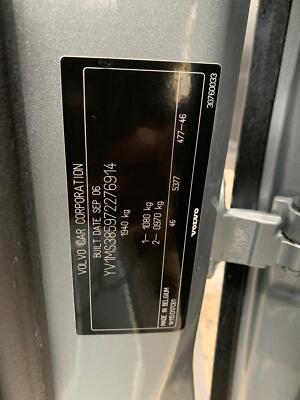 VOLVO CAR CORPORATION
BUILT DATE SEP 06
YV1MS385972276914
1940 kg
1- 1080 kg
2- 0970 kg
46 5377 477-46
MADE IN BELGIUM
VOLVO
30760033